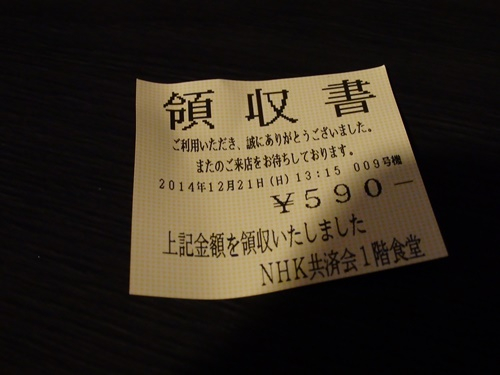 領収書
ご利用いただき、誠にありがとうございました。
またのご来店をお待ちしております。
2014年12月21日(日) 13:15 009号機
¥590−
上記金額を領収いたしました
NHK共済会1階食堂